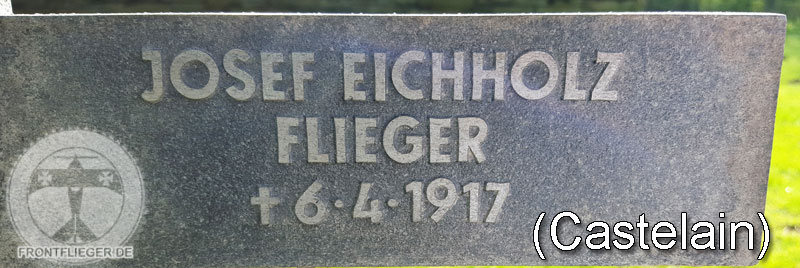 JOSEF EICHHOLZ
FLIEGER
† 6·4·1917
(Castelain)
FRONTFLIEGER.DE